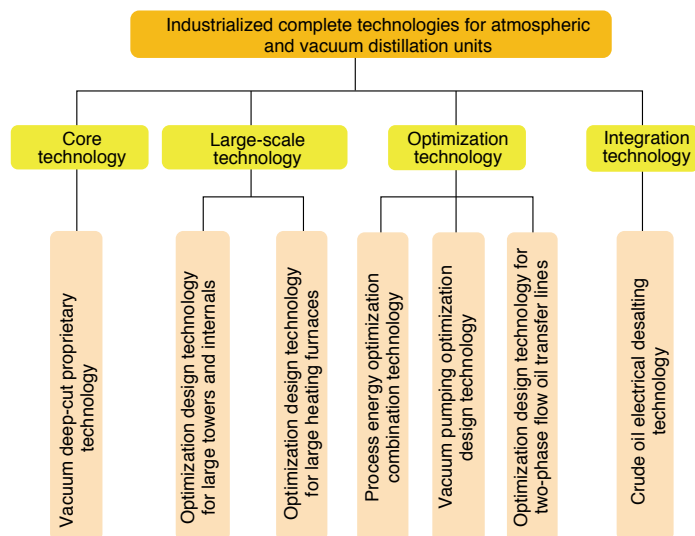 Industrialized complete technologies for atmospheric
and vacuum distillation units
Core
technology
Large-scale
technology
Optimization
technology
Integration
technology
Vacuum deep-cut proprietary
technology
Optimization design technology
for large towers and internals
Optimization design technology
for large heating furnaces
Process energy optimization
combination technology
Vacuum pumping optimization
design technology
Optimization design technology for
two-phase flow oil transfer lines
Crude oil electrical desalting
technology